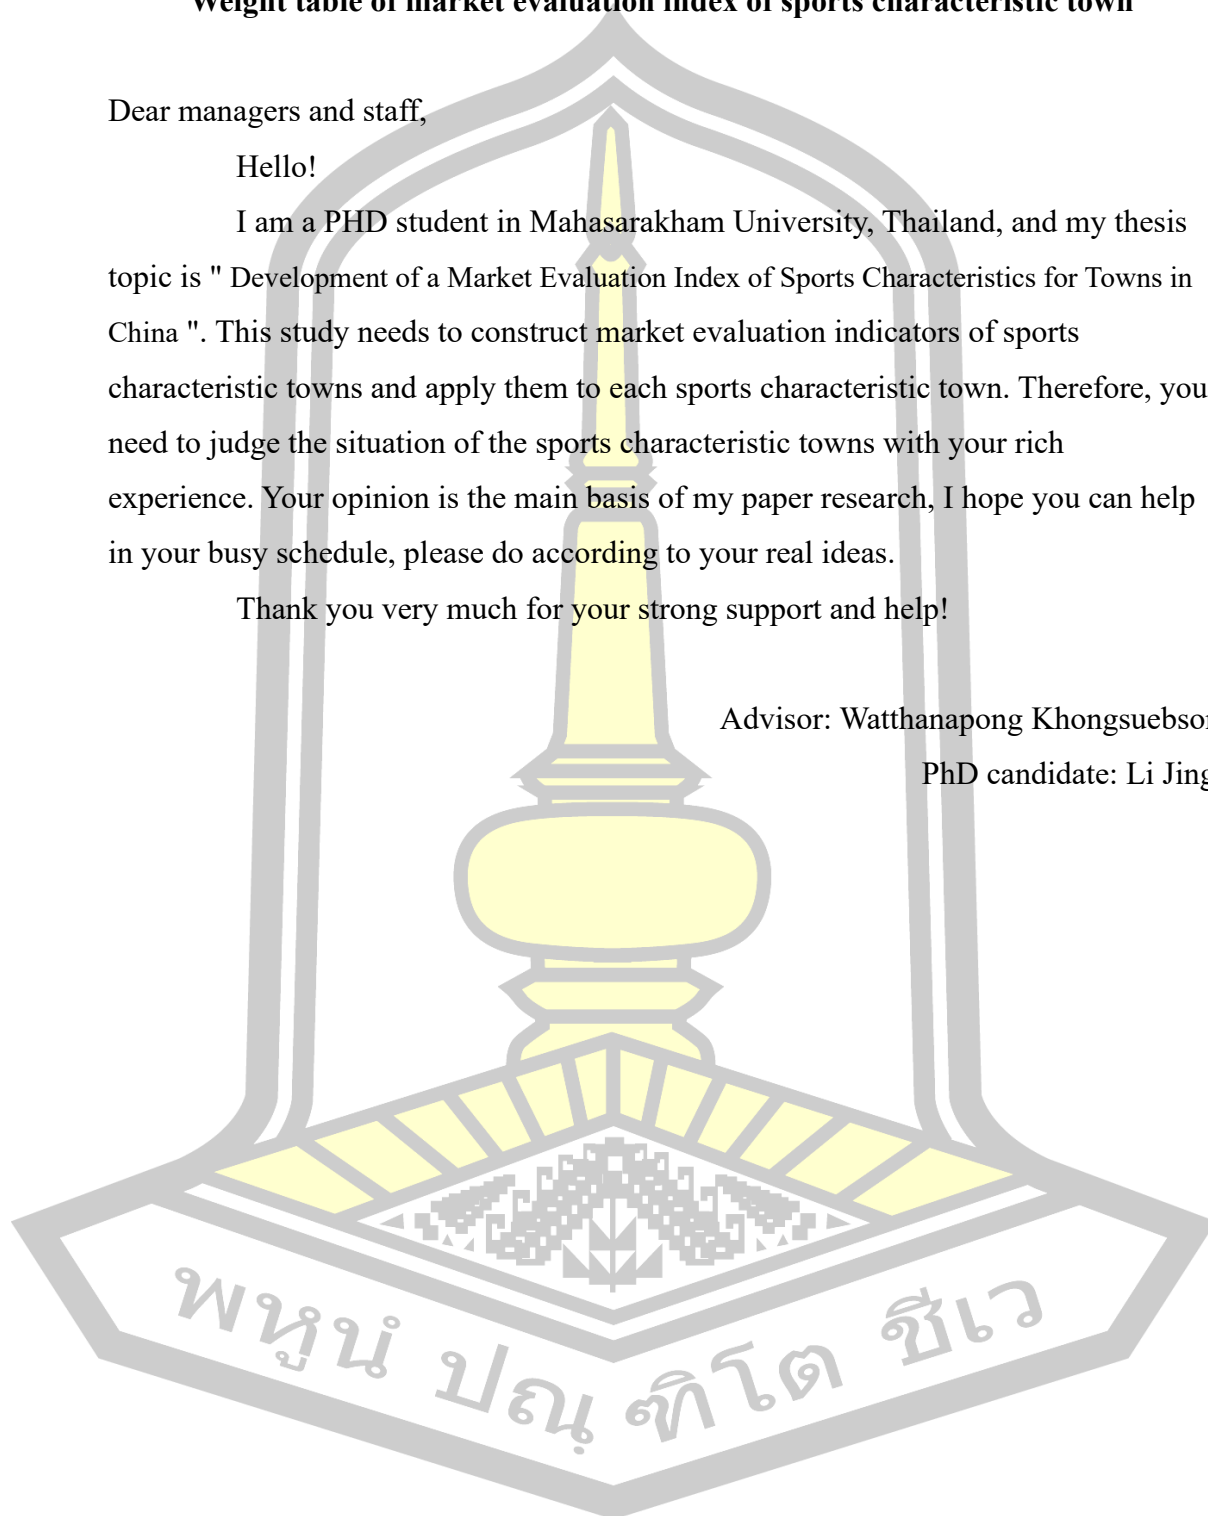 Weight table of market evaluation index of sports characteristic town
Dear managers and staff,
Hello!
I am a PHD student in Mahasarakham University, Thailand, and my thesis
topic is " Development of a Market Evaluation Index of Sports Characteristics for Towns in
China ". This study needs to construct market evaluation indicators of sports
characteristic towns and apply them to each sports characteristic town. Therefore, you
need to judge the situation of the sports characteristic towns with your rich
experience. Your opinion is the main basis of my paper research, I hope you can help
in your busy schedule, please do according to your real ideas.
Thank you very much for your strong support and help!
Advisor: Watthanapong Khongsuebsor
PhD candidate: Li Jing
พหูนํ ปณฺฑิโต ชีเว